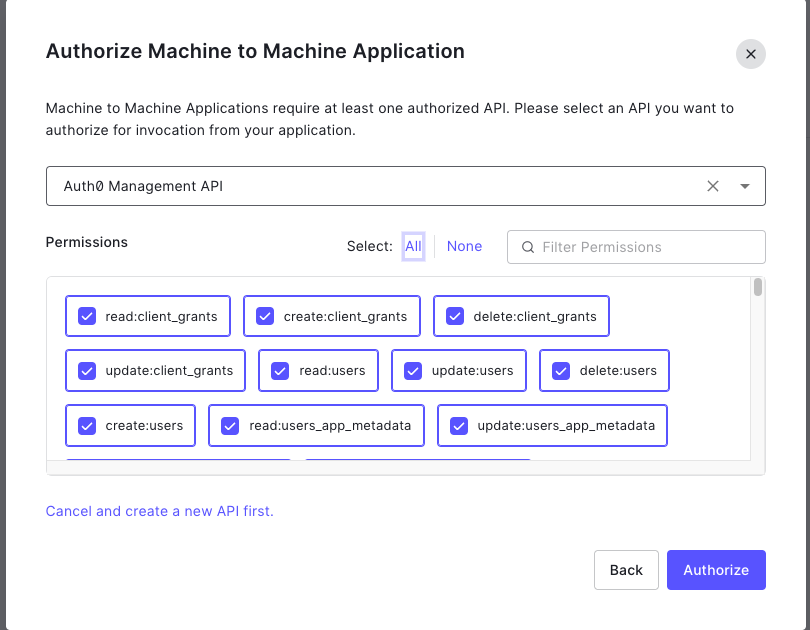 Authorize Machine to Machine Application
Machine to Machine Applications require at least one authorized API. Please select an API you want to
authorize for invocation from your application.
Auth0 Management API
Permissions Select: All None Filter Permissions
read:client_grants create:client_grants delete:client_grants
update:client_grants read:users update:users delete:users
create:users read:users_app_metadata update:users_app_metadata
Cancel and create a new API first.
Back Authorize